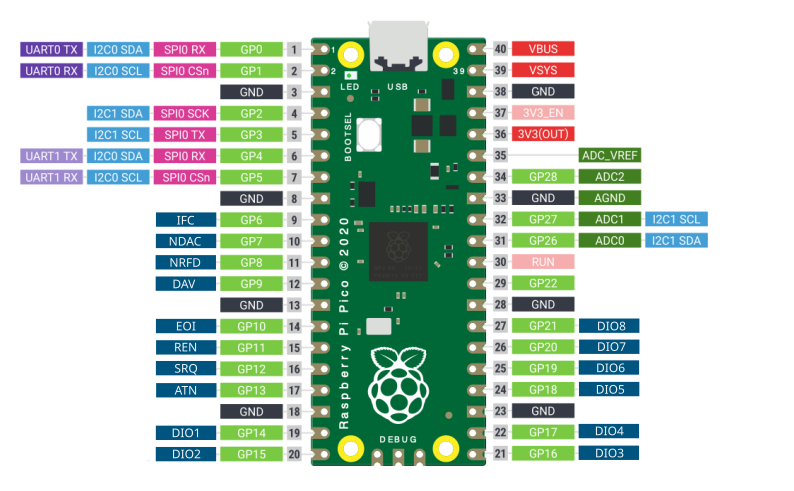 UART0 TX I2C0 SDA SPI0 RX GP0 1 1 40 VBUS
UART0 RX I2C0 SCL SPI0 CSn GP1 2 2 39 39 VSYS
GND 3 LED USB 38 GND
I2C1 SDA SPI0 SCK GP2 4 37 3V3_EN
I2C1 SCL SPI0 TX GP3 5 BOOTSEL 36 3V3(OUT)
UART1 TX I2C0 SDA SPI0 RX GP4 6 35 ADC_VREF
UART1 RX I2C0 SCL SPI0 CSn GP5 7 34 GP28 ADC2
GND 8 33 GND AGND
IFC GP6 9 32 GP27 ADC1 I2C1 SCL
NDAC GP7 10 31 GP26 ADC0 I2C1 SDA
NRFD GP8 11 30 RUN
DAV GP9 12 29 GP22
GND 13 28 GND
EOI GP10 14 27 GP21 DIO8
REN GP11 15 26 GP20 DIO7
SRQ GP12 16 25 GP19 DIO6
ATN GP13 17 24 GP18 DIO5
GND 18 23 GND
DIO1 GP14 19 22 GP17 DIO4
DIO2 GP15 20 21 GP16 DIO3
Raspberry Pi Pico © 2020
DEBUG